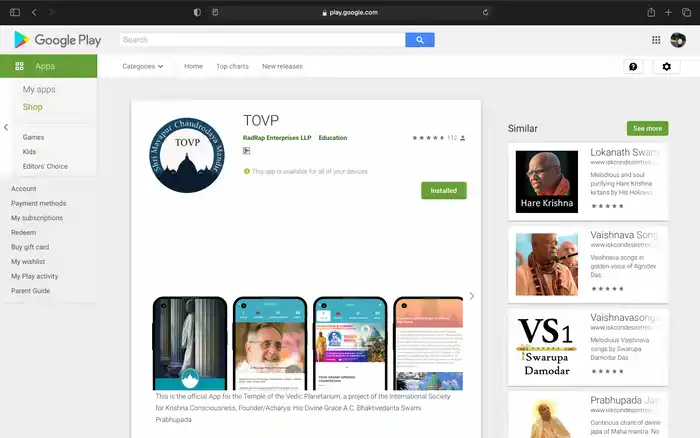 play.google.com
Google Play
Search
Apps
Categories
Home
Top charts
New releases
My apps
Shop
Games
Kids
Editors' Choice
Account
Payment methods
My subscriptions
Redeem
Buy gift card
My wishlist
My Play activity
Parent Guide
Shri Mayapur Chandrodaya Mandir
TOVP
TOVP
RadRap Enterprises LLP Education
112
This app is available for all of your devices
Installed
This is the official App for the Temple of the Vedic Planetarium, a project of the International Society
for Krishna Consciousness, Founder/Acharya: His Divine Grace A.C. Bhaktivedanta Swami
Prabhupada
Similar
See more
Hare Krishna
Lokanath Swam
www.iskcondesiretree
Melodious and soul
purifying Hare Krishna
kirtans by His Holiness
Vaishnava Song
www.iskcondesiretree
Vaishnava songs in
golden voice of Agnidev
Das.
VS1
Swarupa
Damodar
Vaishnavasongs
www.iskcondesiretree
Melodious Vaishnava
songs by Swarupa
Damodar Das
Prabhupada Jap
www.iskcondesiretree
Continous chant of divine
japa of Maha mantra. No